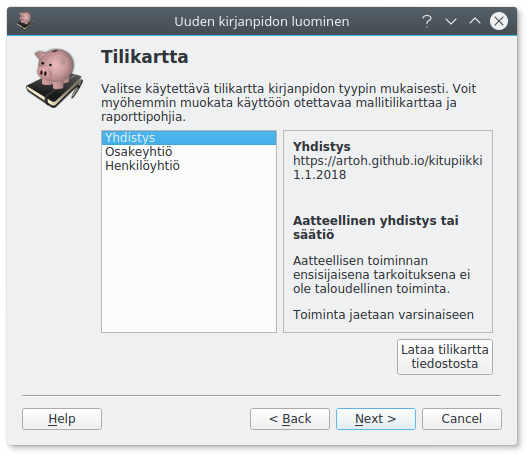 Uuden kirjanpidon luominen
Tilikartta
Valitse käytettävä tilikartta kirjanpidon tyypin mukaisesti. Voit
myöhemmin muokata käyttöön otettavaa mallitilikarttaa ja
raporttipohjia.
Yhdistys
Osakeyhtiö
Henkilöyhtiö
Yhdistys
https://artoh.github.io/kitupiikki
1.1.2018
Aatteellinen yhdistys tai
säätiö
Aatteellisen toiminnan
ensisijaisena tarkoituksena ei
ole taloudellinen toiminta.
Toiminta jaetaan varsinaiseen
Lataa tilikartta
tiedostosta
Help
< Back
Next >
Cancel